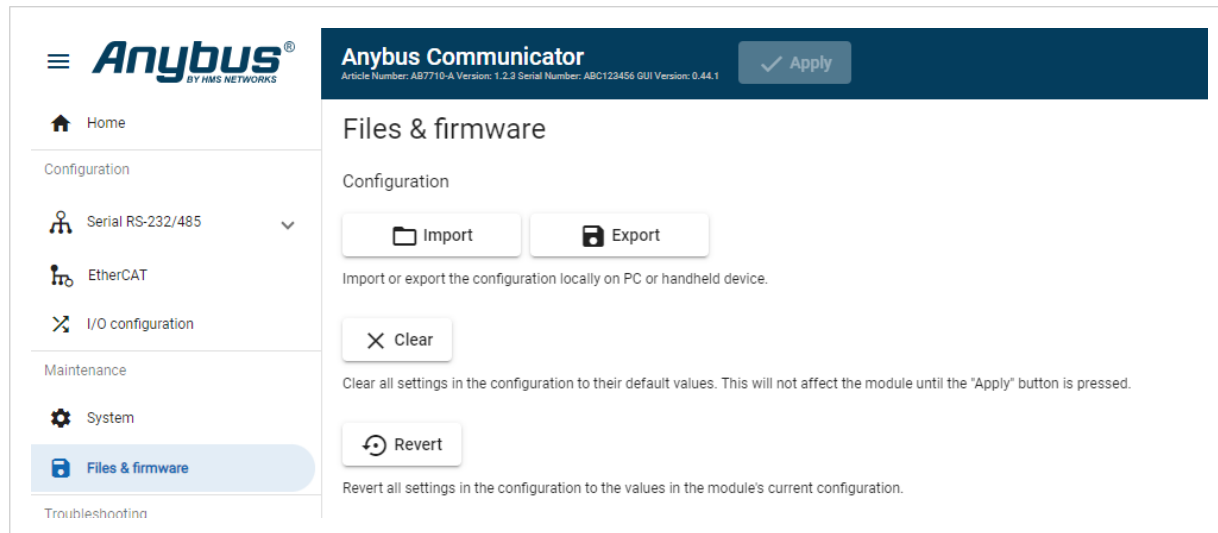 Anybus®
BY HMS NETWORKS
Anybus Communicator
Article Number: AB7710-A Version: 1.2.3 Serial Number: ABC123456 GUI Version: 0.44.1
Apply
Home
Configuration
Serial RS-232/485
EtherCAT
I/O configuration
Maintenance
System
Files & firmware
Troubleshooting
Files & firmware
Configuration
Import
Export
Import or export the configuration locally on PC or handheld device.
Clear
Clear all settings in the configuration to their default values. This will not affect the module until the "Apply" button is pressed.
Revert
Revert all settings in the configuration to the values in the module's current configuration.